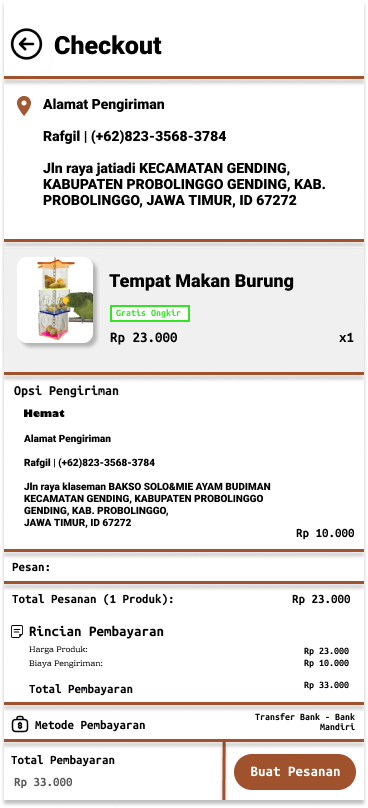 Checkout
Alamat Pengiriman
Rafgil | (+62)823-3568-3784
Jln raya jatiadi KECAMATAN GENDING,
KABUPATEN PROBOLINGGO GENDING, KAB.
PROBOLINGGO, JAWA TIMUR, ID 67272
Tempat Makan Burung
Gratis Ongkir
Rp 23.000 x1
Opsi Pengiriman
Hemat
Alamat Pengiriman
Rafgil | (+62)823-3568-3784
Jln raya klaseman BAKSO SOLO&MIE AYAM BUDIMAN
KECAMATAN GENDING, KABUPATEN PROBOLINGGO
GENDING, KAB. PROBOLINGGO,
JAWA TIMUR, ID 67272
Rp 10.000
Pesan:
Total Pesanan (1 Produk): Rp 23.000
Rincian Pembayaran
Harga Produk: Rp 23.000
Biaya Pengiriman: Rp 10.000
Total Pembayaran Rp 33.000
Metode Pembayaran
Transfer Bank - Bank
Mandiri
Total Pembayaran
Rp 33.000
Buat Pesanan